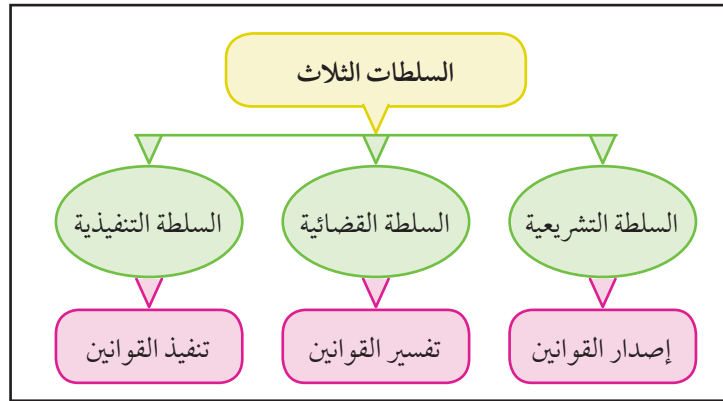 السلطات الثلاث
السلطة التشريعية
السلطة القضائية
السلطة التنفيذية
إصدار القوانين
تفسير القوانين
تنفيذ القوانين